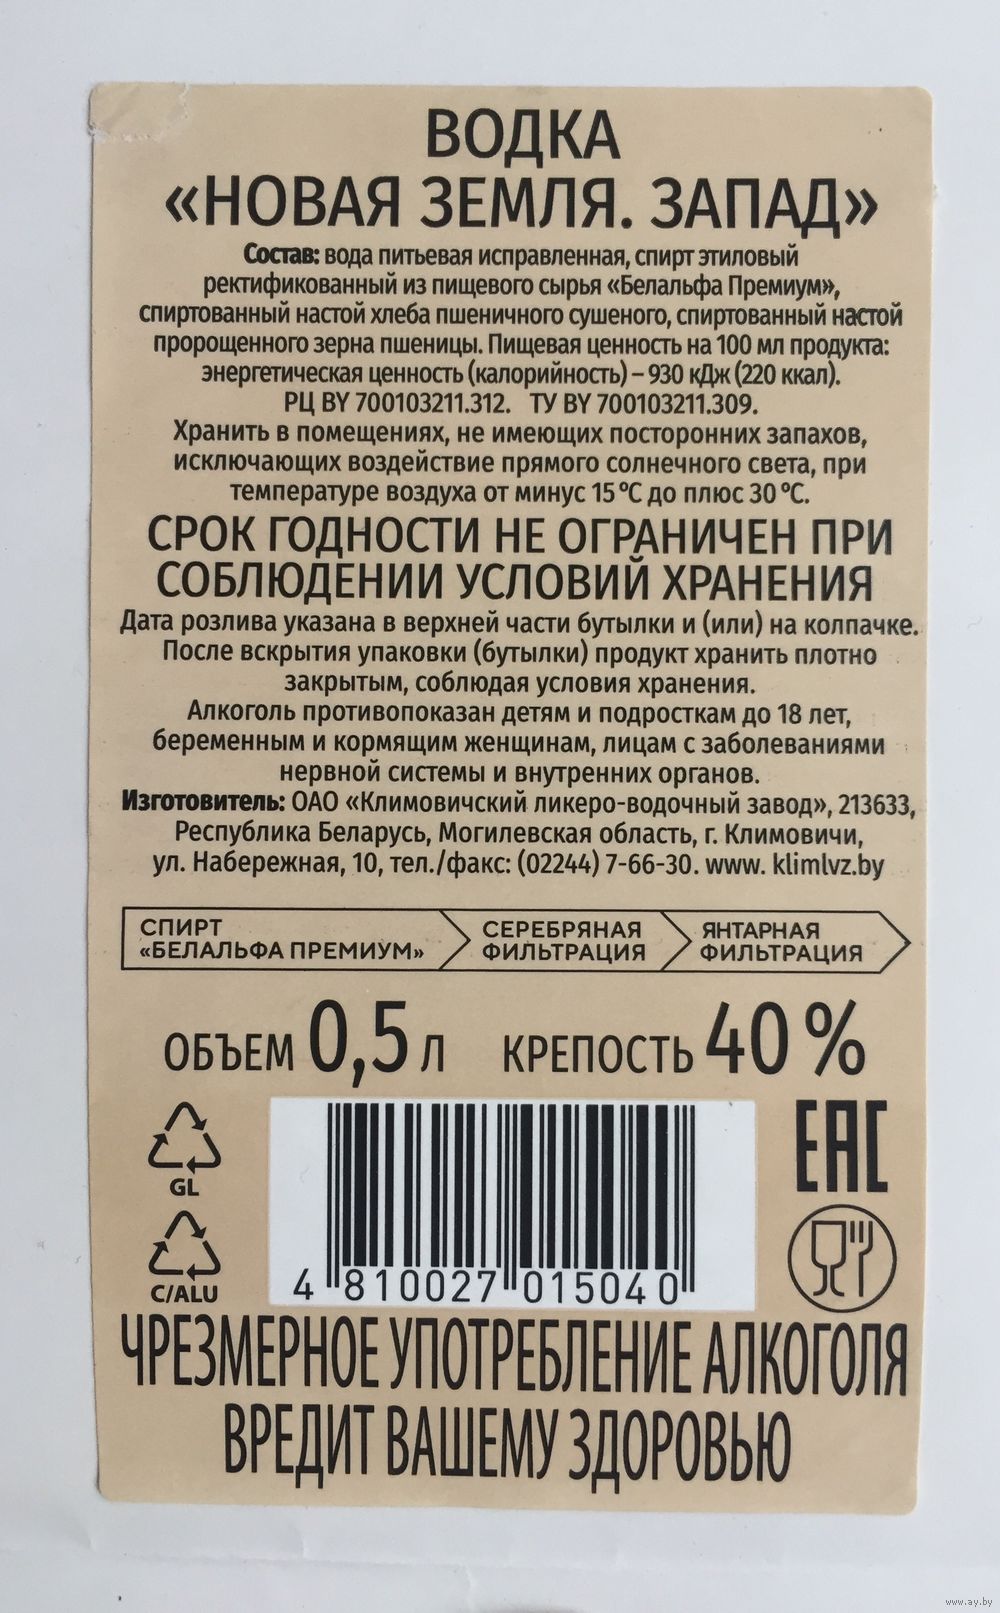 ВОДКА
«НОВАЯ ЗЕМЛЯ. ЗАПАД»
Состав: вода питьевая исправленная, спирт этиловый
ректификованный из пищевого сырья «Белальфа Премиум»,
спиртованный настой хлеба пшеничного сушеного, спиртованный настой
пророщенного зерна пшеницы. Пищевая ценность на 100 мл продукта:
энергетическая ценность (калорийность) – 930 кДж (220 ккал).
РЦ BY 700103211.312. ТУ BY 700103211.309.
Хранить в помещениях, не имеющих посторонних запахов,
исключающих воздействие прямого солнечного света, при
температуре воздуха от минус 15 °С до плюс 30 °С.
СРОК ГОДНОСТИ НЕ ОГРАНИЧЕН ПРИ
СОБЛЮДЕНИИ УСЛОВИЙ ХРАНЕНИЯ
Дата розлива указана в верхней части бутылки и (или) на колпачке.
После вскрытия упаковки (бутылки) продукт хранить плотно
закрытым, соблюдая условия хранения.
Алкоголь противопоказан детям и подросткам до 18 лет,
беременным и кормящим женщинам, лицам с заболеваниями
нервной системы и внутренних органов.
Изготовитель: ОАО «Климовичский ликеро-водочный завод», 213633,
Республика Беларусь, Могилевская область, г. Климовичи,
ул. Набережная, 10, тел./факс: (02244) 7-66-30. www. klimlvz.by
СПИРТ
«БЕЛАЛЬФА ПРЕМИУМ»
СЕРЕБРЯНАЯ
ФИЛЬТРАЦИЯ
ЯНТАРНАЯ
ФИЛЬТРАЦИЯ
ОБЪЕМ 0,5 Л КРЕПОСТЬ 40 %
GL
C/ALU
4 810027 015040
EAC
ЧРЕЗМЕРНОЕ УПОТРЕБЛЕНИЕ АЛКОГОЛЯ
ВРЕДИТ ВАШЕМУ ЗДОРОВЬЮ
www.ay.by